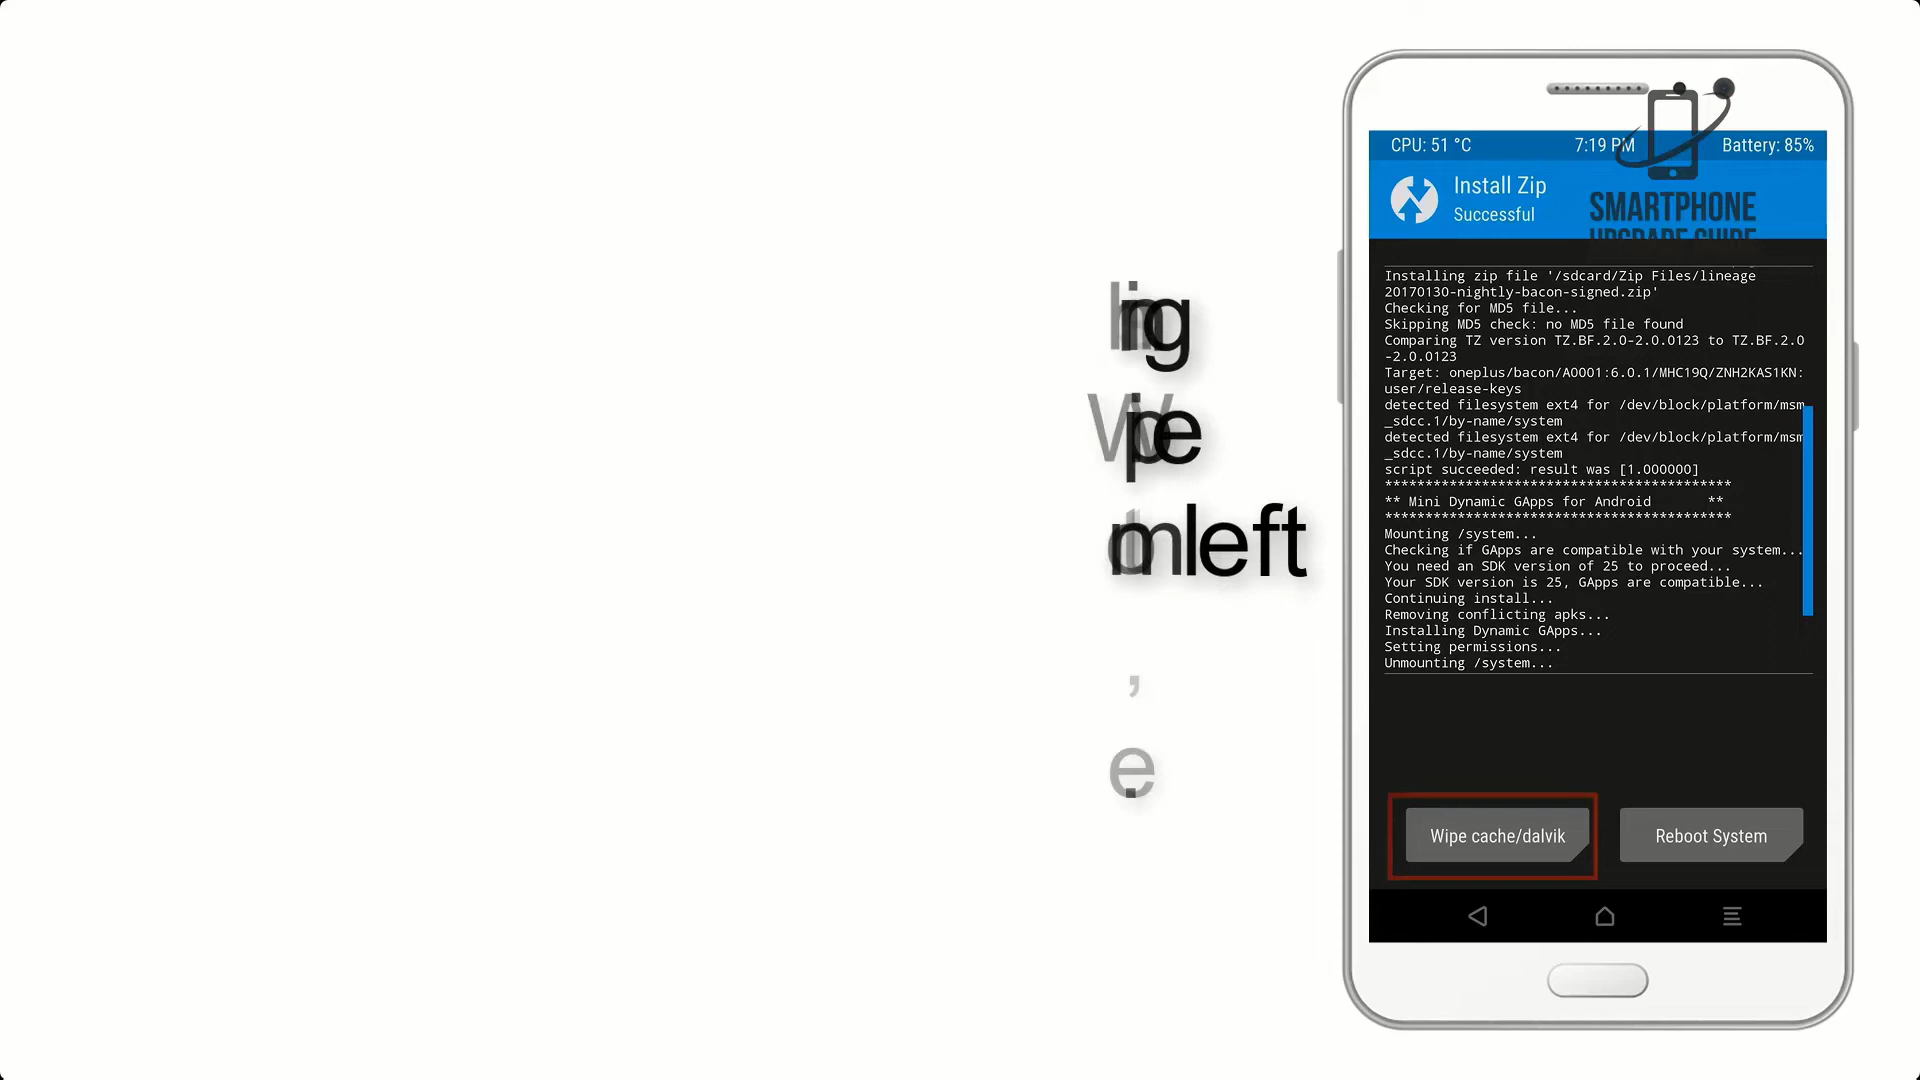 CPU: 51 °C 7:19 PM Battery: 85%
Install Zip
Successful
SMARTPHONE
UPGRADE GUIDE
Installing zip file '/sdcard/Zip Files/lineage
20170130-nightly-bacon-signed.zip'
Checking for MD5 file...
Skipping MD5 check: no MD5 file found
Comparing TZ version TZ.BF.2.0-2.0.0123 to TZ.BF.2.0
-2.0.0123
Target: oneplus/bacon/A0001:6.0.1/MHC19Q/ZNH2KAS1KN:
user/release-keys
detected filesystem ext4 for /dev/block/platform/msm
_sdcc.1/by-name/system
detected filesystem ext4 for /dev/block/platform/msm
_sdcc.1/by-name/system
script succeeded: result was [1.000000]
******************************************
** Mini Dynamic GApps for Android **
******************************************
Mounting /system...
Checking if GApps are compatible with your system...
You need an SDK version of 25 to proceed...
Your SDK version is 25, GApps are compatible...
Continuing install...
Removing conflicting apks...
Installing Dynamic GApps...
Setting permissions...
Unmounting /system...
Wipe cache/dalvik
Reboot System
left